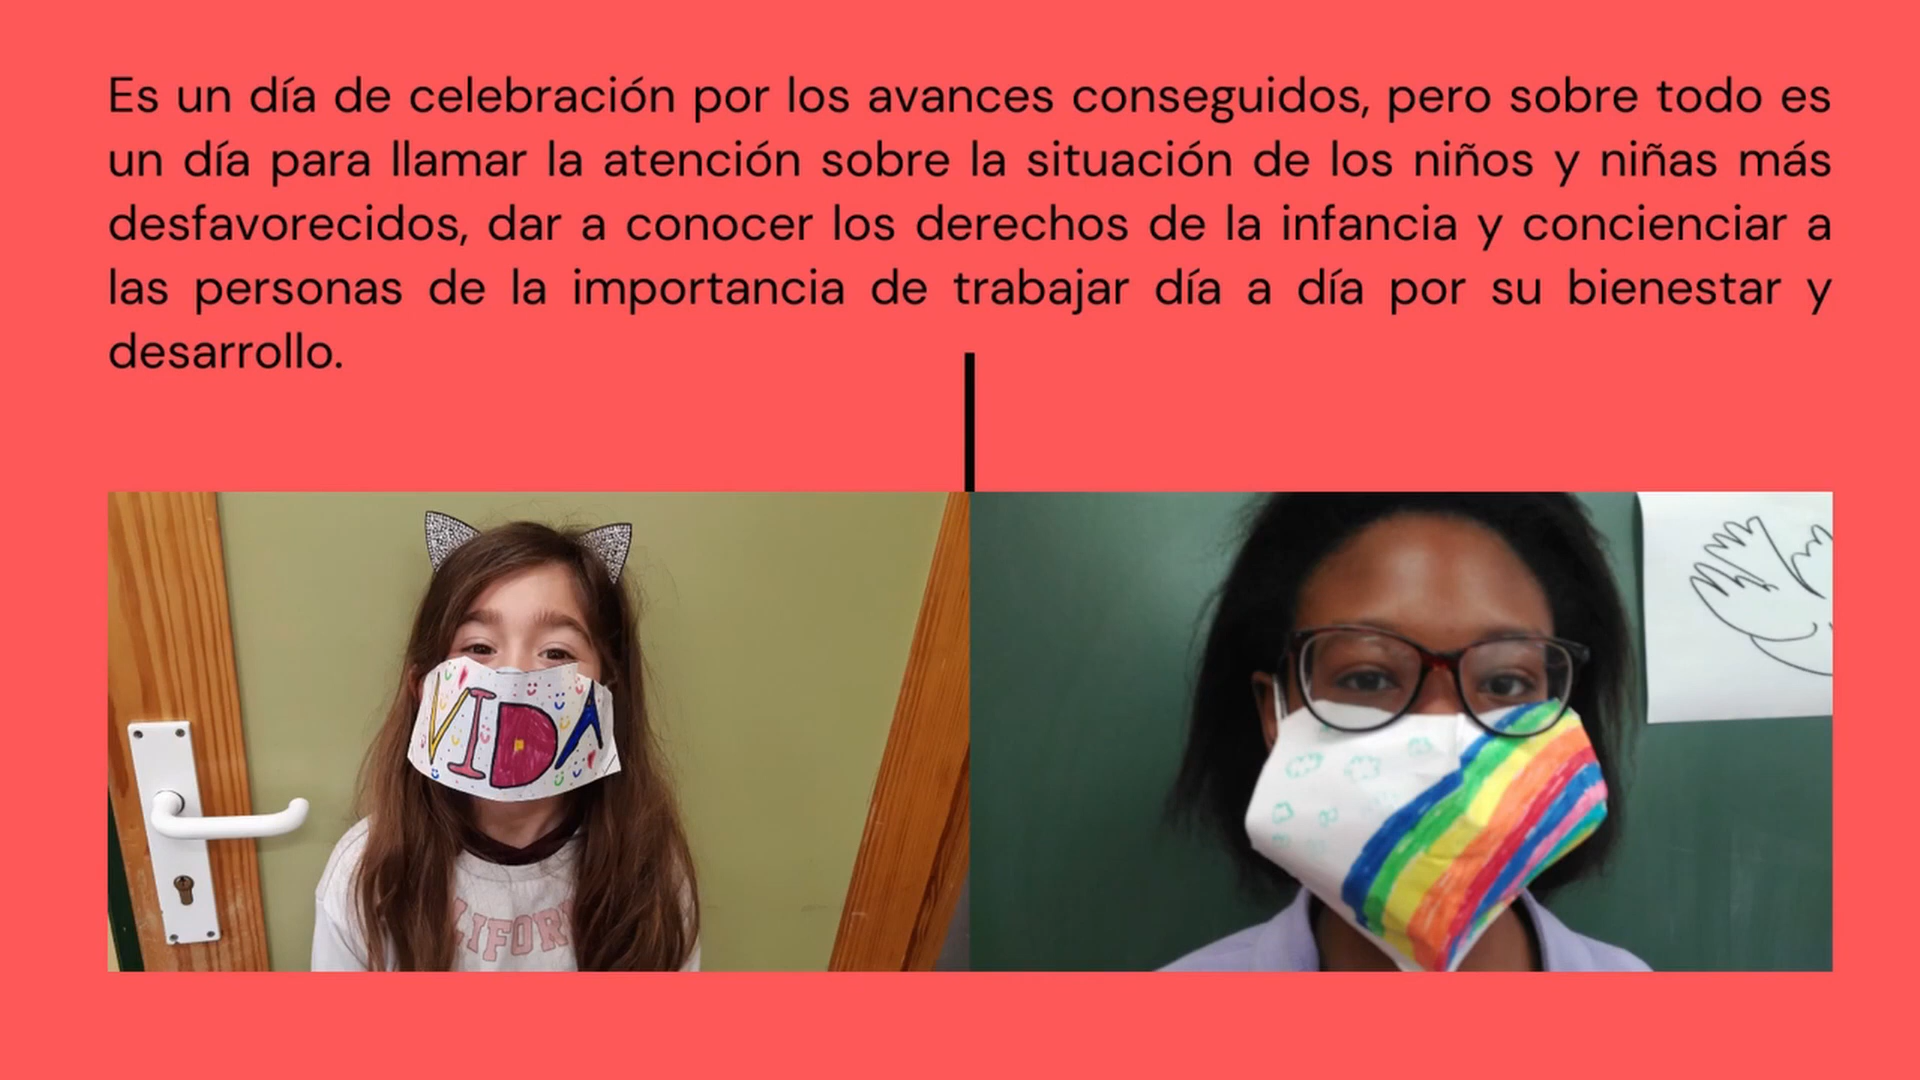 Es un día de celebración por los avances conseguidos, pero sobre todo es
un día para llamar la atención sobre la situación de los niños y niñas más
desfavorecidos, dar a conocer los derechos de la infancia y concienciar a
las personas de la importancia de trabajar día a día por su bienestar y
desarrollo.
VIDA
LIFOR